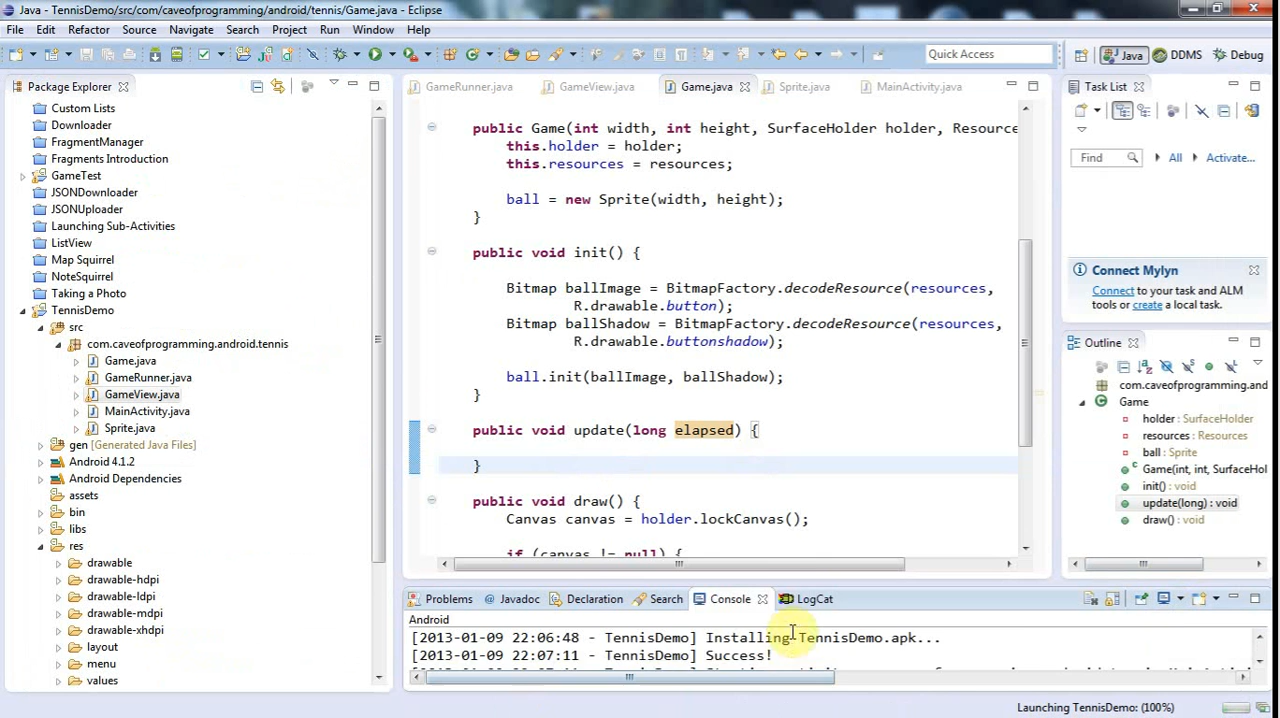 Java - TennisDemo/src/com/caveofprogramming/android/tennis/Game.java - Eclipse
File Edit Refactor Source Navigate Search Project Run Window Help
Quick Access
Java DDMS Debug
Package Explorer
Custom Lists
Downloader
FragmentManager
Fragments Introduction
GameTest
JSONDownloader
JSONUploader
Launching Sub-Activities
ListView
Map Squirrel
NoteSquirrel
Taking a Photo
TennisDemo
src
com.caveofprogramming.android.tennis
Game.java
GameRunner.java
GameView.java
MainActivity.java
Sprite.java
gen [Generated Java Files]
Android 4.1.2
Android Dependencies
assets
bin
libs
res
drawable
drawable-hdpi
drawable-ldpi
drawable-mdpi
drawable-xhdpi
layout
menu
values
GameRunner.java GameView.java Game.java Sprite.java MainActivity.java
public Game(int width, int height, SurfaceHolder holder, Resource
this.holder = holder;
this.resources = resources;
ball = new Sprite(width, height);
}
public void init() {
Bitmap ballImage = BitmapFactory.decodeResource(resources,
R.drawable.button);
Bitmap ballShadow = BitmapFactory.decodeResource(resources,
R.drawable.buttonshadow);
ball.init(ballImage, ballShadow);
}
public void update(long elapsed) {
}
public void draw() {
Canvas canvas = holder.lockCanvas();
if (canvas != null) {
Problems Javadoc Declaration Search Console LogCat
Android
[2013-01-09 22:06:48 - TennisDemo] Installing TennisDemo.apk...
[2013-01-09 22:07:11 - TennisDemo] Success!
Task List
Find All Activate...
Connect Mylyn
Connect to your task and ALM
tools or create a local task.
Outline
com.caveofprogramming.and
Game
holder : SurfaceHolder
resources : Resources
ball : Sprite
Game(int, int, SurfaceHol
init() : void
update(long) : void
draw() : void
Launching TennisDemo: (100%)